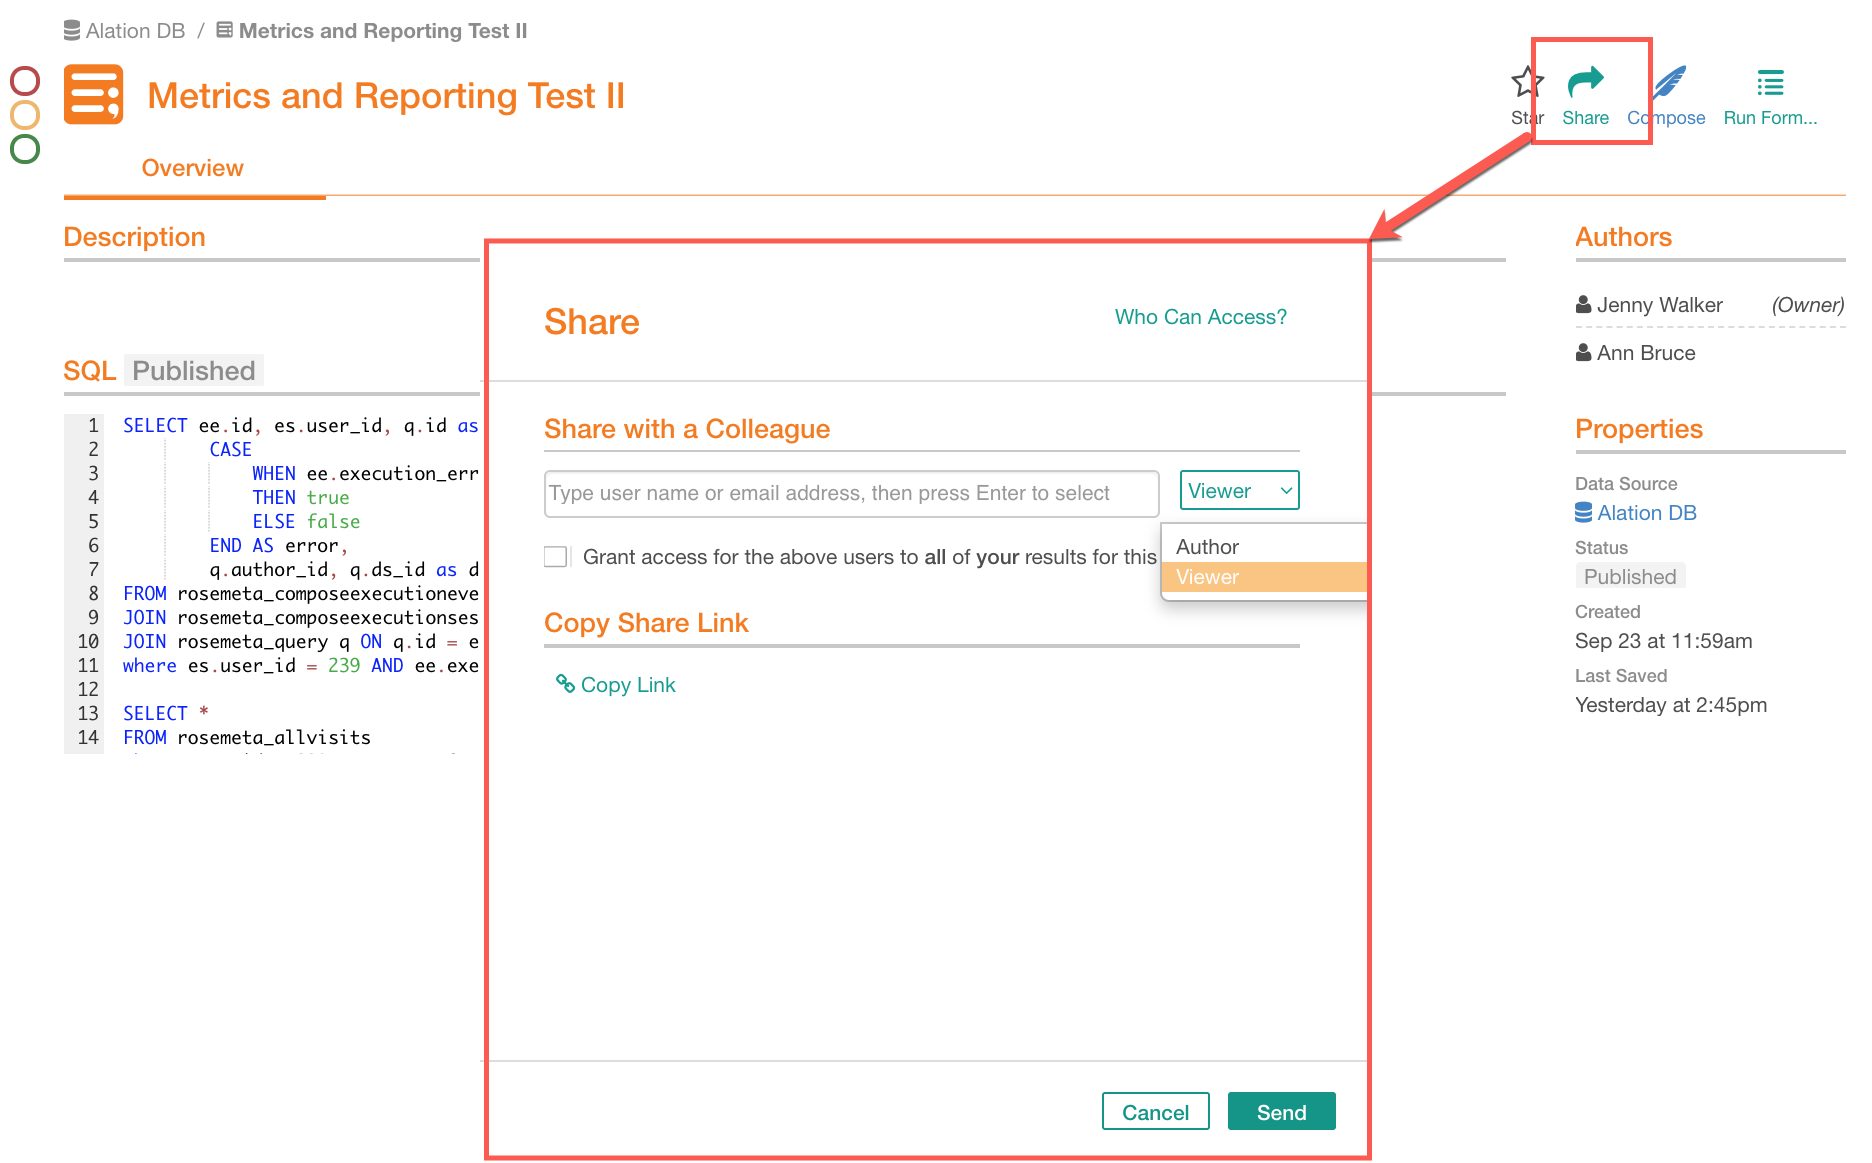 Alation DB / Metrics and Reporting Test II
Metrics and Reporting Test II
Star Share Compose Run Form...
Overview
Description
SQL Published
1 SELECT ee.id, es.user_id, q.id as
2 CASE
3 WHEN ee.execution_err
4 THEN true
5 ELSE false
6 END AS error,
7 q.author_id, q.ds_id as d
8 FROM rosemeta_composeexecutioneve
9 JOIN rosemeta_composeexecutionses
10 JOIN rosemeta_query q ON q.id = e
11 where es.user_id = 239 AND ee.exe
12
13 SELECT *
14 FROM rosemeta_allvisits
Share
Who Can Access?
Share with a Colleague
Type user name or email address, then press Enter to select
Viewer
Author
Viewer
Grant access for the above users to all of your results for this
Copy Share Link
Copy Link
Cancel
Send
Authors
Jenny Walker (Owner)
Ann Bruce
Properties
Data Source
Alation DB
Status
Published
Created
Sep 23 at 11:59am
Last Saved
Yesterday at 2:45pm